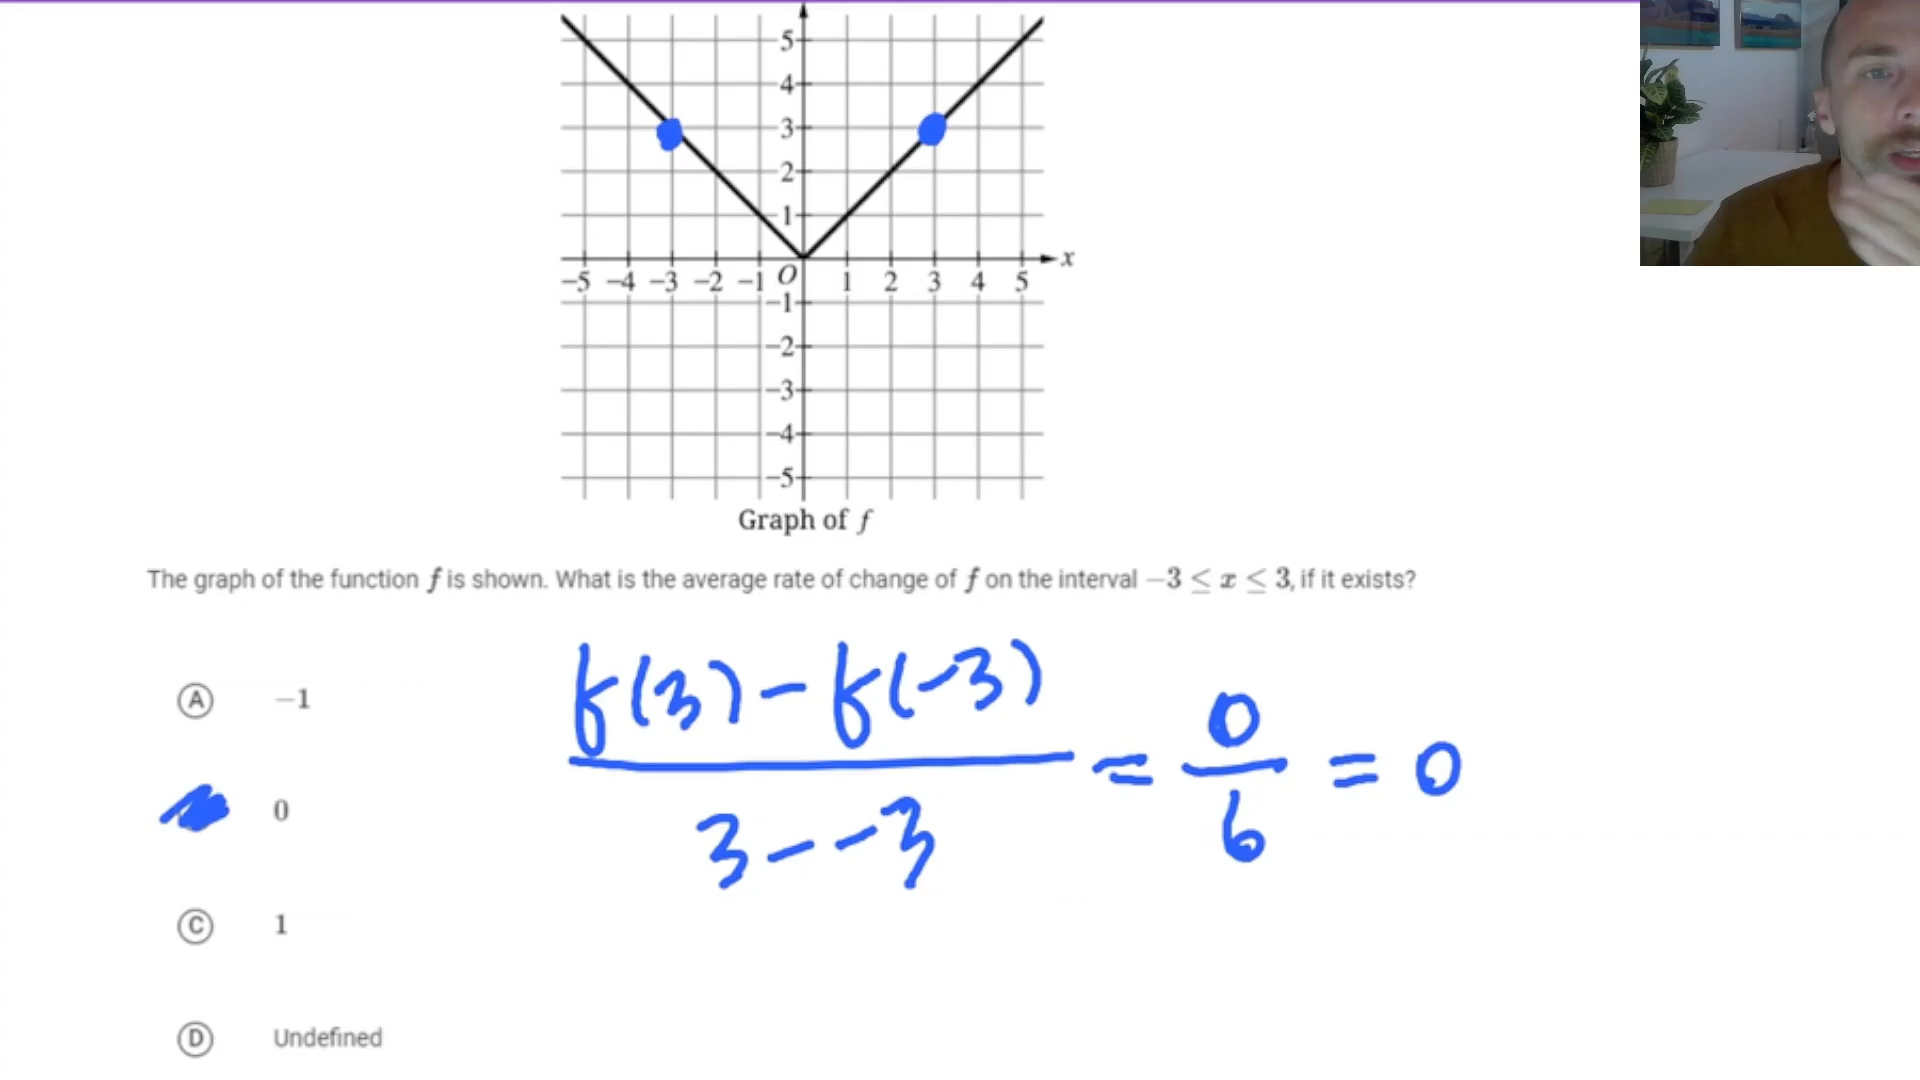 5
4
3
2
1
-5 -4 -3 -2 -1 O 1 2 3 4 5 x
-1
-2
-3
-4
-5
Graph of f
The graph of the function f is shown. What is the average rate of change of f on the interval −3 ≤ x ≤ 3, if it exists?
A −1
0
C 1
D Undefined
f(3) - f(-3)
3 - -3
= 0/6 = 0